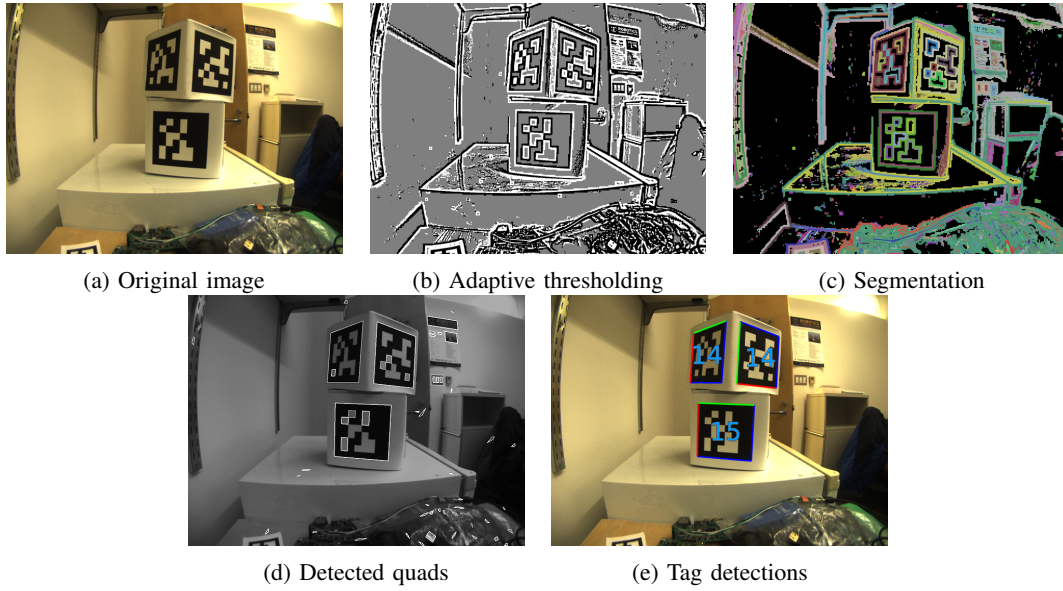 (a) Original image
(b) Adaptive thresholding
(c) Segmentation
14
14
15
(d) Detected quads
(e) Tag detections